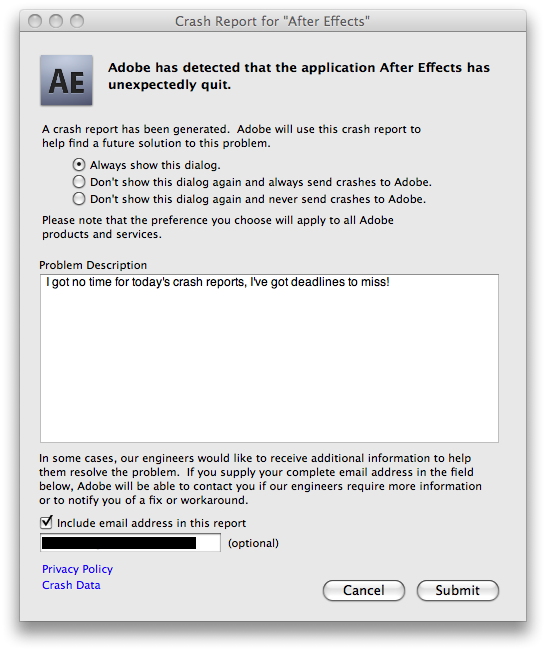 Crash Report for "After Effects"
AE
Adobe has detected that the application After Effects has
unexpectedly quit.
A crash report has been generated.  Adobe will use this crash report to
help find a future solution to this problem.
Always show this dialog.
Don't show this dialog again and always send crashes to Adobe.
Don't show this dialog again and never send crashes to Adobe.
Please note that the preference you choose will apply to all Adobe
products and services.
Problem Description
I got no time for today's crash reports, I've got deadlines to miss!
In some cases, our engineers would like to receive additional information to help
them resolve the problem.  If you supply your complete email address in the field
below, Adobe will be able to contact you if our engineers require more information
or to notify you of a fix or workaround.
Include email address in this report
(optional)
Privacy Policy
Crash Data
Cancel
Submit